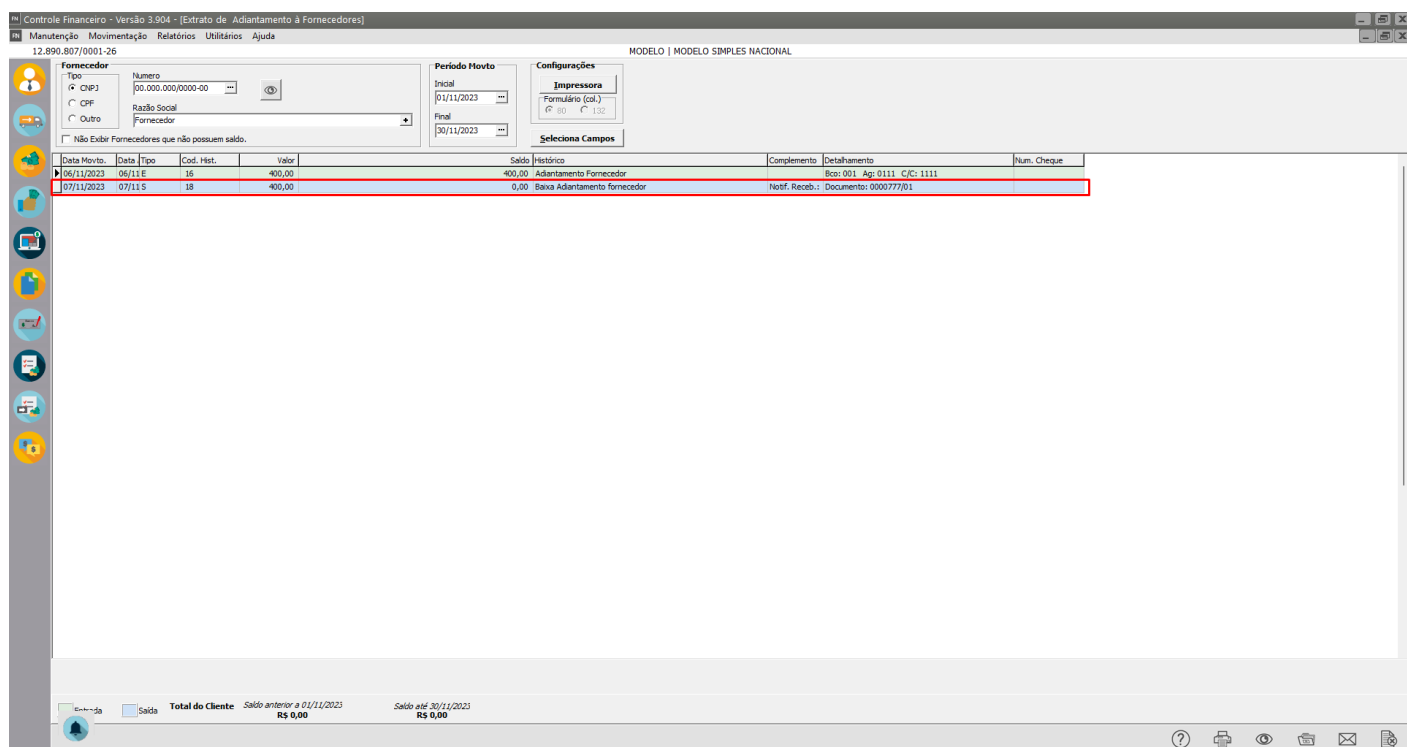 FN Controle Financeiro - Versão 3.904 - [Extrato de Adiantamento à Fornecedores]
FN Manutenção Movimentação Relatórios Utilitários Ajuda
12.890.807/0001-26 MODELO | MODELO SIMPLES NACIONAL
Fornecedor Período Movto Configurações
Tipo Numero Inicial Impressora
CNPJ 00.000.000/0000-00 01/11/2023 Formulário (col.)
CPF Razão Social 80 132
Outro Fornecedor Final
30/11/2023
Não Exibir Fornecedores que não possuem saldo. Seleciona Campos
Data Movto. Data Tipo Cod. Hist. Valor Saldo Histórico Complemento Detalhamento Num. Cheque
06/11/2023 06/11 E 16 400,00 400,00 Adiantamento Fornecedor Bco: 001 Ag: 0111 C/C: 1111
07/11/2023 07/11 S 18 400,00 0,00 Baixa Adiantamento fornecedor Notif. Receb.: Documento: 0000777/01
Saída Total do Cliente Saldo anterior a 01/11/2023 Saldo até 30/11/2023
R$ 0,00 R$ 0,00